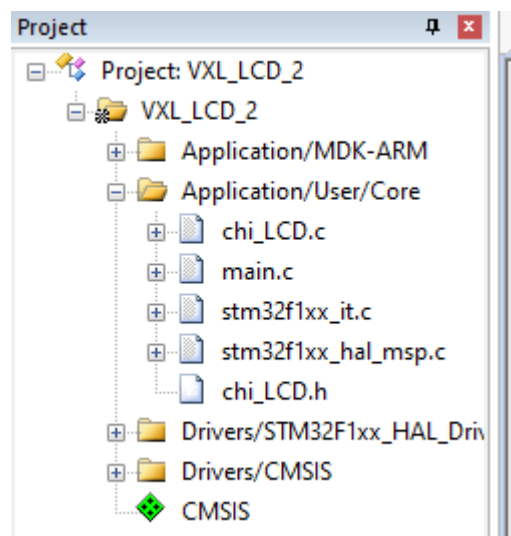 Project
Project: VXL_LCD_2
VXL_LCD_2
Application/MDK-ARM
Application/User/Core
chi_LCD.c
main.c
stm32f1xx_it.c
stm32f1xx_hal_msp.c
chi_LCD.h
Drivers/STM32F1xx_HAL_Driv
Drivers/CMSIS
CMSIS